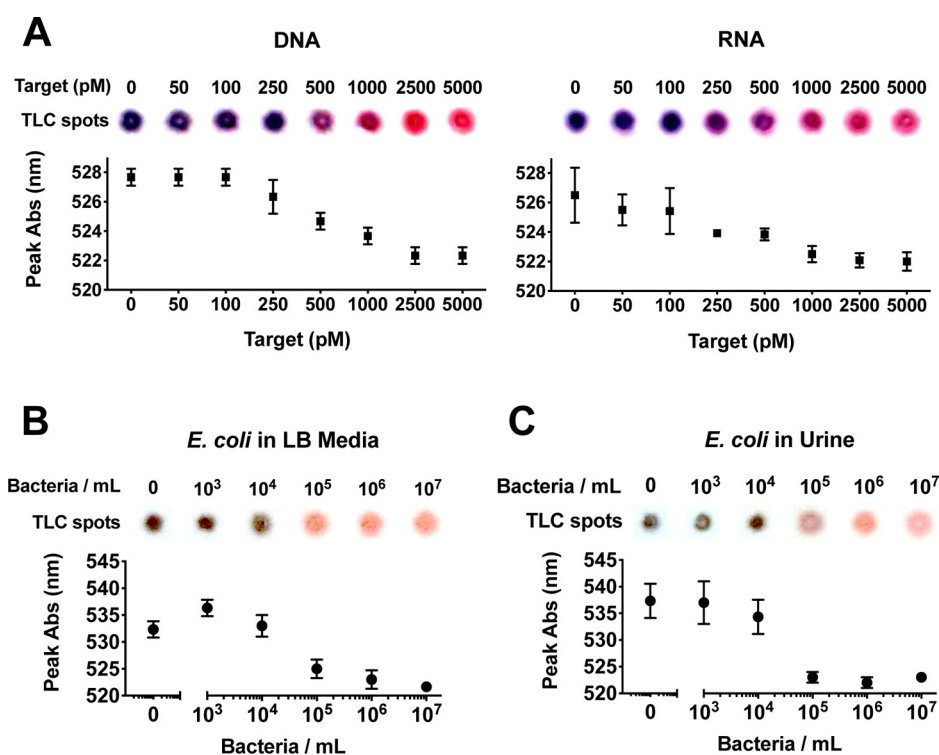 A
DNA
Target (pM) 0 50 100 250 500 1000 2500 5000
TLC spots
Peak Abs (nm)
528
526
524
522
520
0 50 100 250 500 1000 2500 5000
Target (pM)
RNA
0 50 100 250 500 1000 2500 5000
528
526
524
522
520
0 50 100 250 500 1000 2500 5000
Target (pM)
B
E. coli in LB Media
Bacteria / mL 0 10³ 10⁴ 10⁵ 10⁶ 10⁷
TLC spots
Peak Abs (nm)
545
540
535
530
525
520
0 10³ 10⁴ 10⁵ 10⁶ 10⁷
Bacteria / mL
C
E. coli in Urine
Bacteria / mL 0 10³ 10⁴ 10⁵ 10⁶ 10⁷
TLC spots
Peak Abs (nm)
545
540
535
530
525
520
0 10³ 10⁴ 10⁵ 10⁶ 10⁷
Bacteria / mL